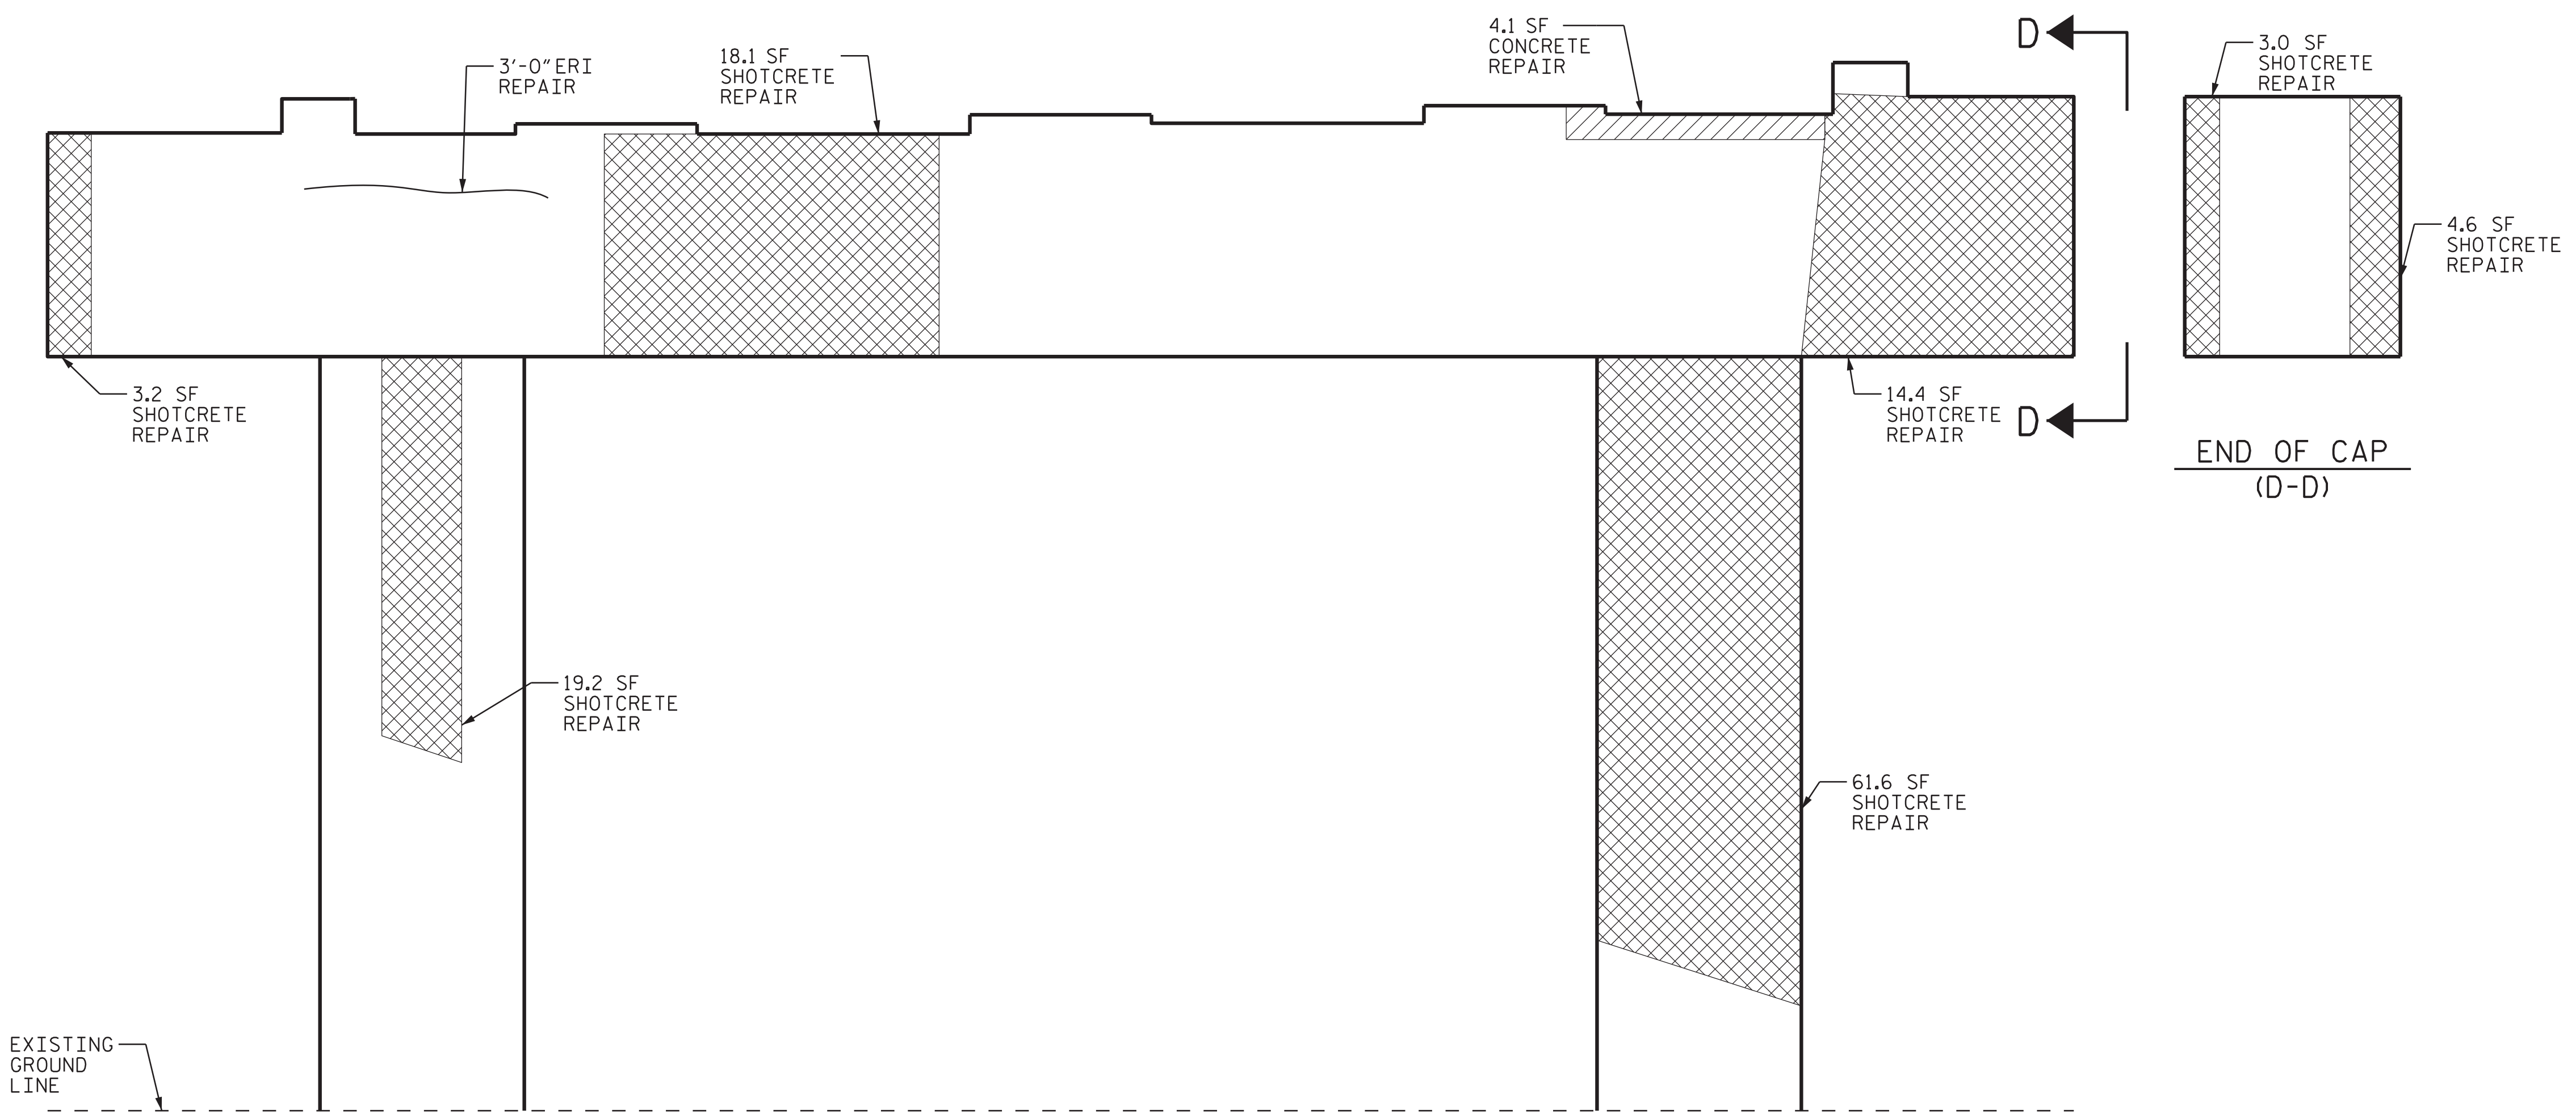 4.1 SF
CONCRETE
REPAIR
D
3.0 SF
SHOTCRETE
REPAIR
18.1 SF
SHOTCRETE
REPAIR
3'-0" ERI
REPAIR
4.6 SF
SHOTCRETE
REPAIR
3.2 SF
SHOTCRETE
REPAIR
14.4 SF
SHOTCRETE
REPAIR
D
END OF CAP
(D-D)
19.2 SF
SHOTCRETE
REPAIR
61.6 SF
SHOTCRETE
REPAIR
EXISTING
GROUND
LINE